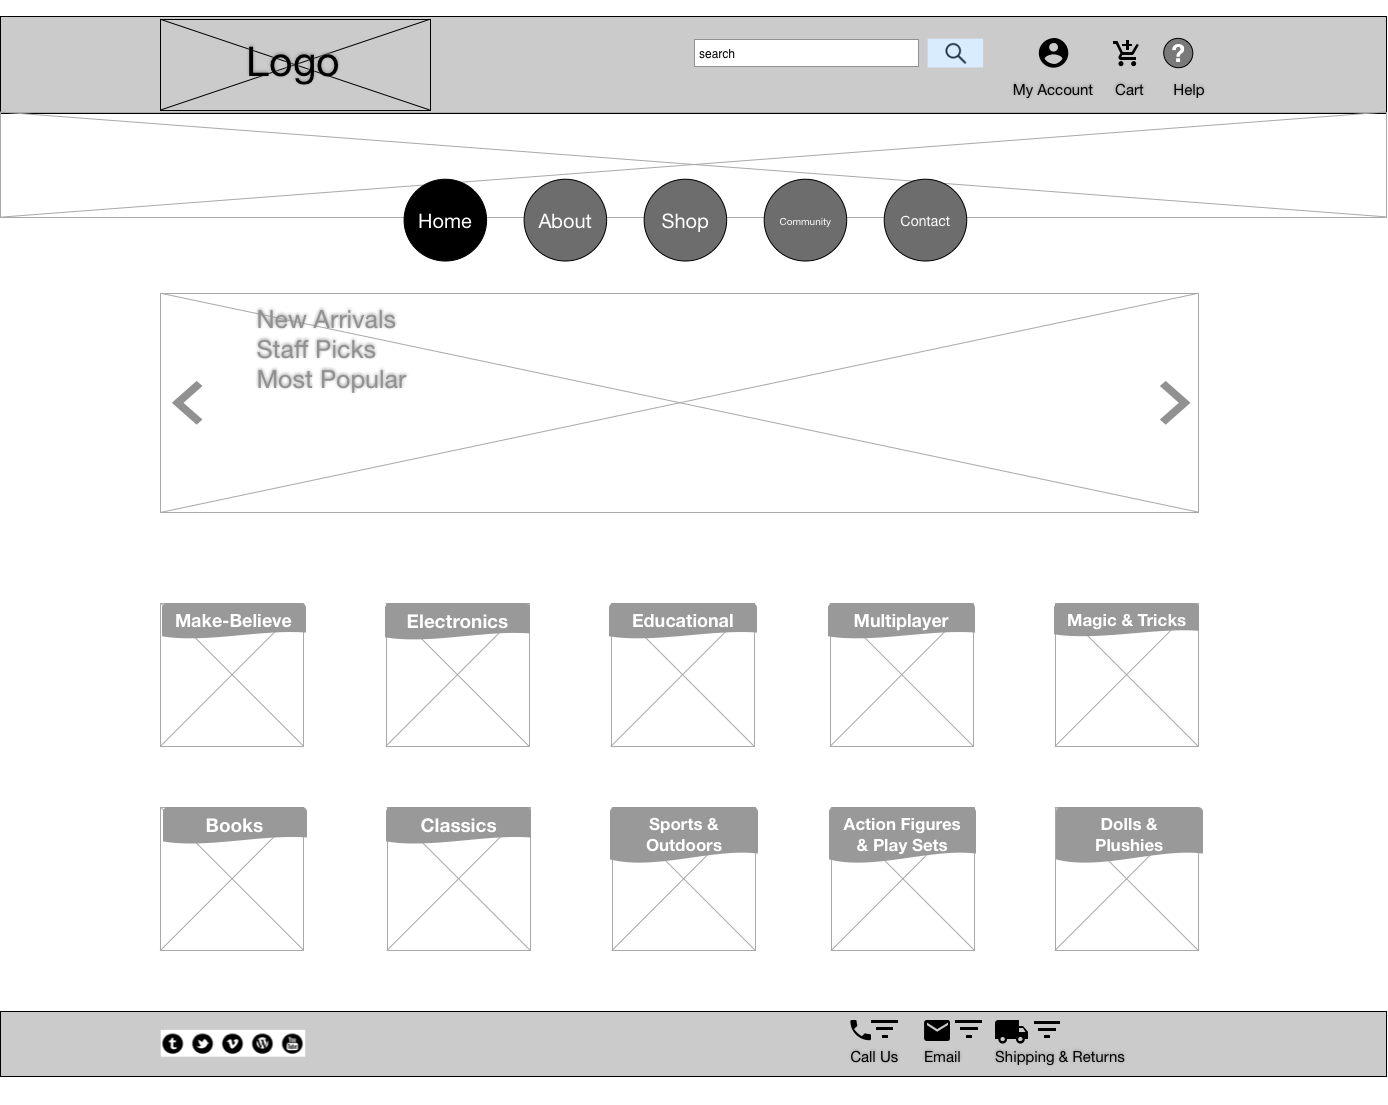 Logo
search
?
My Account
Cart
Help
Home
About
Shop
Community
Contact
New Arrivals
Staff Picks
Most Popular
Make-Believe
Electronics
Educational
Multiplayer
Magic & Tricks
Books
Classics
Sports &
Outdoors
Action Figures
& Play Sets
Dolls &
Plushies
Call Us
Email
Shipping & Returns